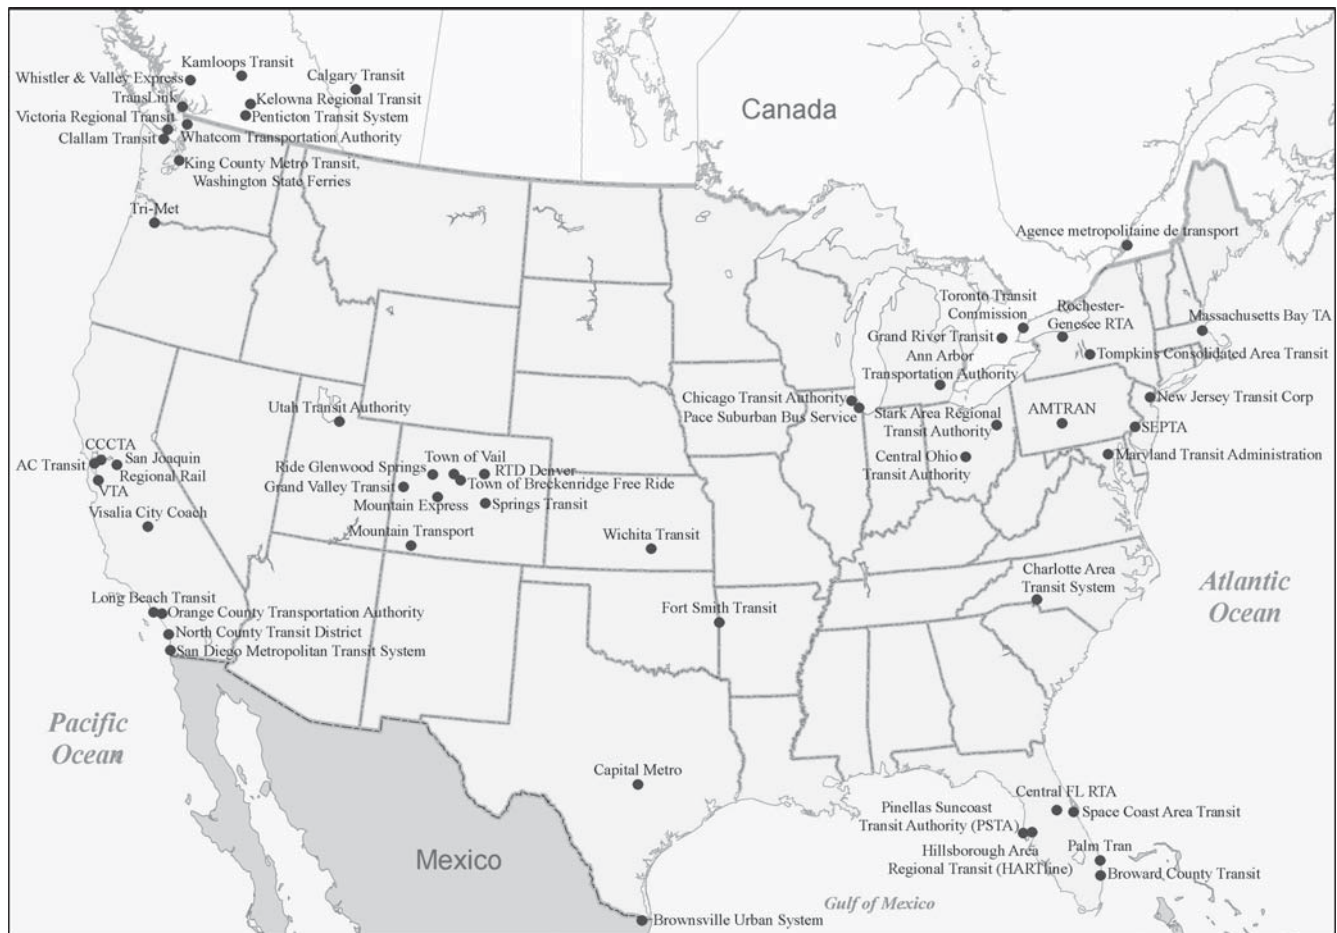 Kamloops Transit
Whistler & Valley Express
Calgary Transit
TransLink
Kelowna Regional Transit
Victoria Regional Transit
Penticton Transit System
Clallam Transit
Whatcom Transportation Authority
King County Metro Transit,
Washington State Ferries
Tri-Met
Canada
Agence metropolitaine de transport
Toronto Transit
Commission
Rochester-
Genesee RTA
Massachusetts Bay TA
Grand River Transit
Ann Arbor
Transportation Authority
Tompkins Consolidated Area Transit
Chicago Transit Authority
Pace Suburban Bus Service
Stark Area Regional
Transit Authority
AMTRAN
New Jersey Transit Corp
SEPTA
Central Ohio
Transit Authority
Maryland Transit Administration
Utah Transit Authority
CCCTA
AC Transit
San Joaquin
Regional Rail
VTA
Visalia City Coach
Town of Vail
Ride Glenwood Springs
RTD Denver
Grand Valley Transit
Town of Breckenridge Free Ride
Mountain Express
Springs Transit
Mountain Transport
Wichita Transit
Charlotte Area
Transit System
Atlantic
Ocean
Long Beach Transit
Orange County Transportation Authority
North County Transit District
San Diego Metropolitan Transit System
Fort Smith Transit
Pacific
Ocean
Capital Metro
Central FL RTA
Pinellas Suncoast
Transit Authority (PSTA)
Space Coast Area Transit
Hillsborough Area
Regional Transit (HARTline)
Palm Tran
Broward County Transit
Mexico
Gulf of Mexico
Brownsville Urban System